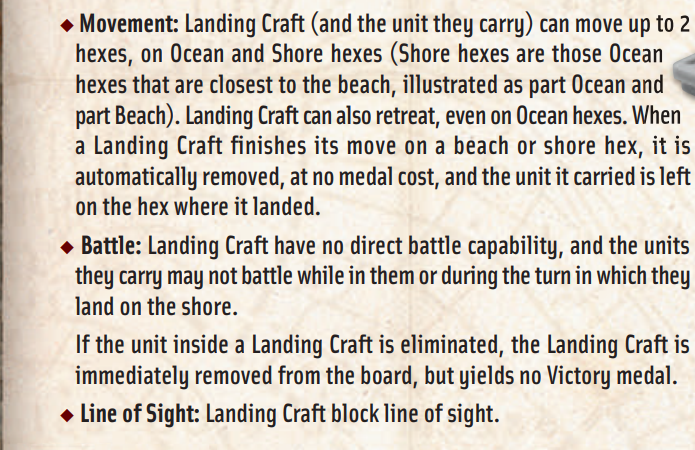 ◆ Movement: Landing Craft (and the unit they carry) can move up to 2
hexes, on Ocean and Shore hexes (Shore hexes are those Ocean
hexes that are closest to the beach, illustrated as part Ocean and
part Beach). Landing Craft can also retreat, even on Ocean hexes. When
a Landing Craft finishes its move on a beach or shore hex, it is
automatically removed, at no medal cost, and the unit it carried is left
on the hex where it landed.
◆ Battle: Landing Craft have no direct battle capability, and the units
they carry may not battle while in them or during the turn in which they
land on the shore.
If the unit inside a Landing Craft is eliminated, the Landing Craft is
immediately removed from the board, but yields no Victory medal.
◆ Line of Sight: Landing Craft block line of sight.